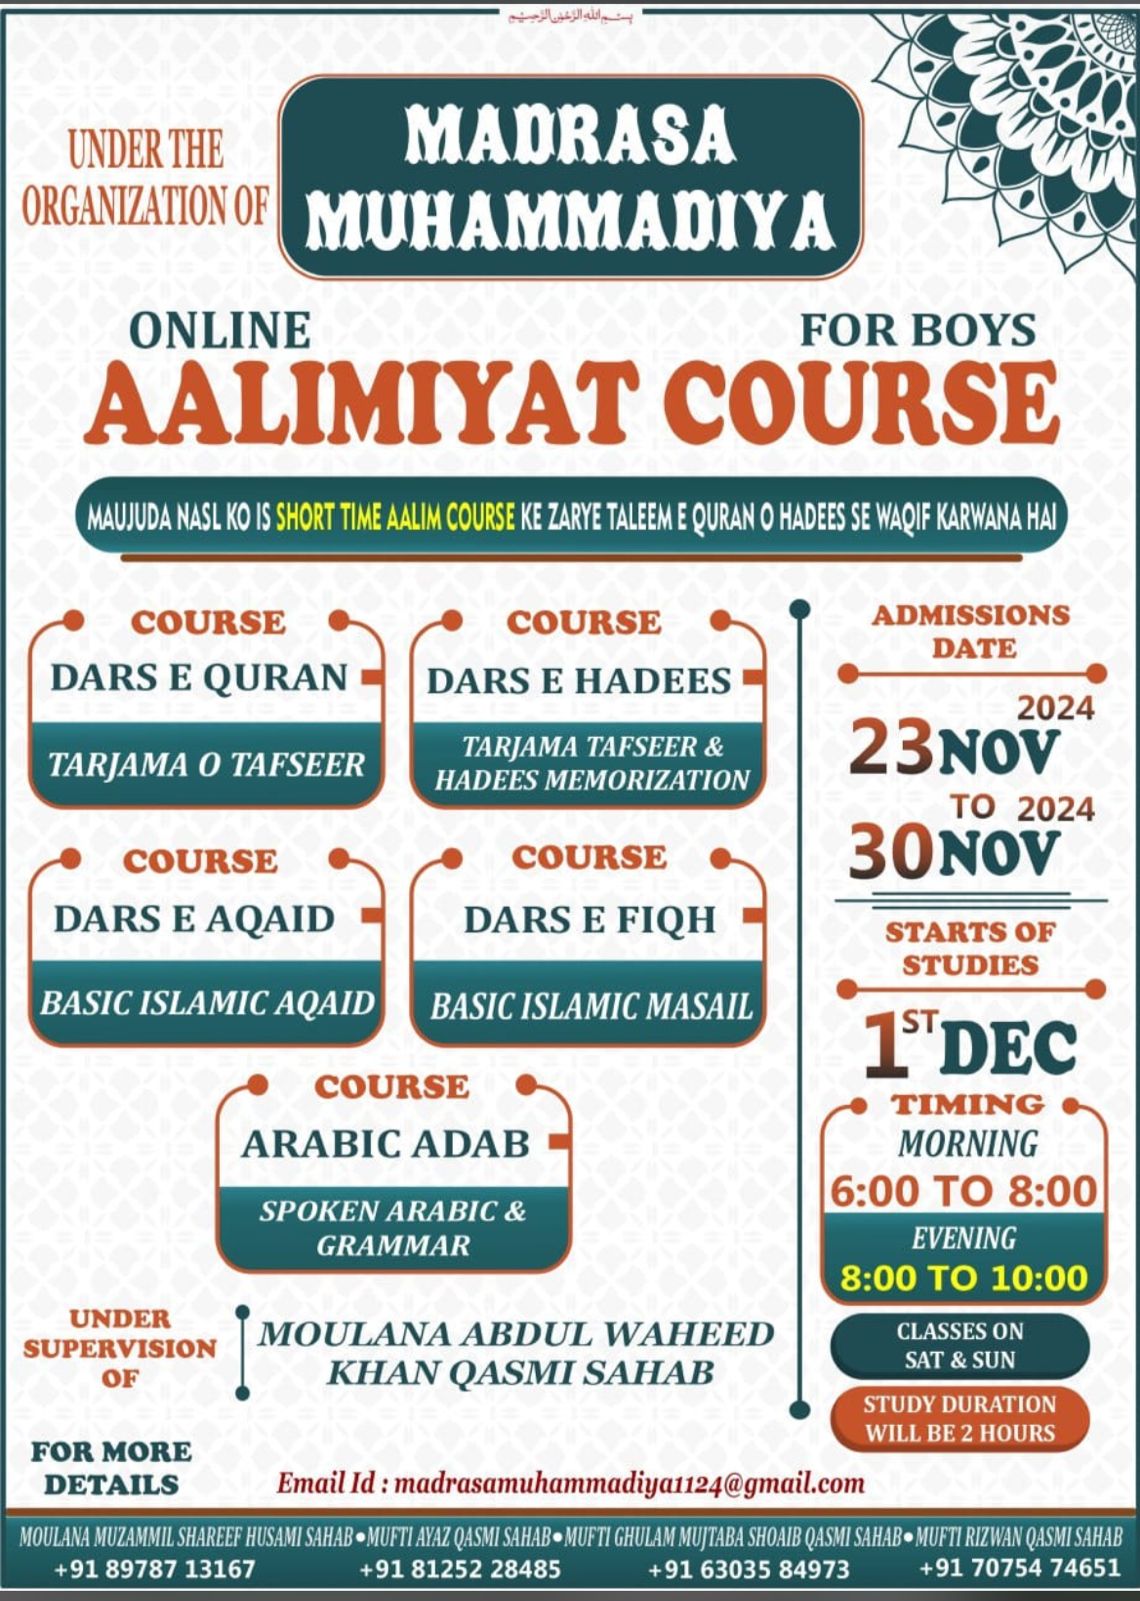 بسم الله الرحمن الرحيم
UNDER THE
ORGANIZATION OF
MADRASA
MUHAMMADIYA
ONLINE
FOR BOYS
AALIMIYAT COURSE
MAUJUDA NASL KO IS SHORT TIME AALIM COURSE KE ZARYE TALEEM E QURAN O HADEES SE WAQIF KARWANA HAI
COURSE
DARS E QURAN
TARJAMA O TAFSEER
COURSE
DARS E HADEES
TARJAMA TAFSEER &
HADEES MEMORIZATION
COURSE
DARS E AQAID
BASIC ISLAMIC AQAID
COURSE
DARS E FIQH
BASIC ISLAMIC MASAIL
COURSE
ARABIC ADAB
SPOKEN ARABIC &
GRAMMAR
ADMISSIONS
DATE
2024
23 NOV
TO 2024
30 NOV
STARTS OF
STUDIES
1ST DEC
TIMING
MORNING
6:00 TO 8:00
EVENING
8:00 TO 10:00
CLASSES ON
SAT & SUN
STUDY DURATION
WILL BE 2 HOURS
UNDER
SUPERVISION
OF
MOULANA ABDUL WAHEED
KHAN QASMI SAHAB
FOR MORE
DETAILS
Email Id : madrasamuhammadiya1124@gmail.com
MOULANA MUZAMMIL SHAREEF HUSAMI SAHAB • MUFTI AYAZ QASMI SAHAB • MUFTI GHULAM MUJTABA SHOAIB QASMI SAHAB • MUFTI RIZWAN QASMI SAHAB
+91 89787 13167 +91 81252 28485 +91 63035 84973 +91 70754 74651